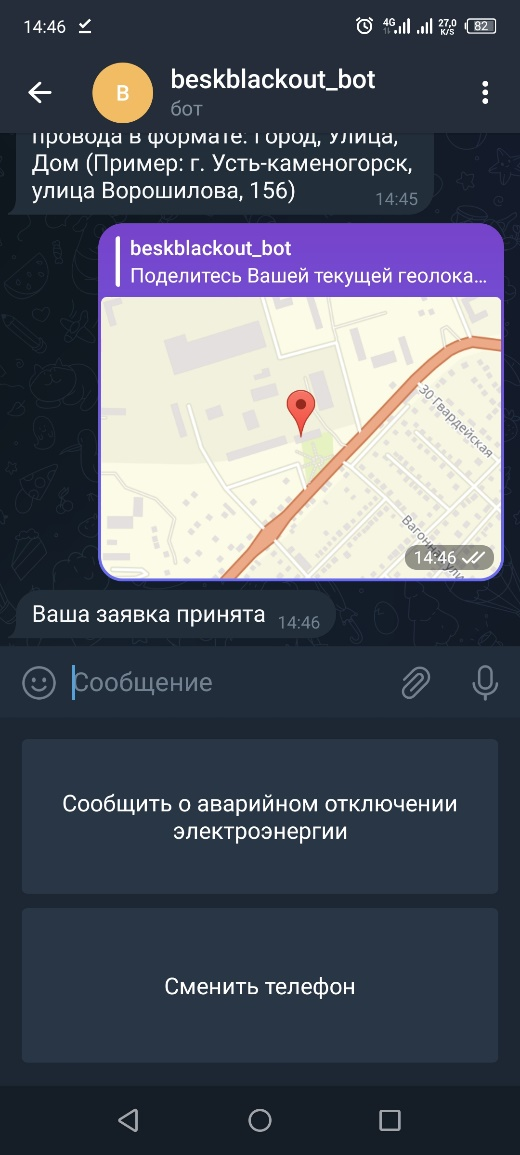 14:46
4G
27,0
K/S
82
B
beskblackout_bot
бот
провода в формате: Город, Улица,
Дом (Пример: г. Усть-каменогорск,
улица Ворошилова, 156)
14:45
beskblackout_bot
Поделитесь Вашей текущей геолока...
30 Гвардейская
14:46
Ваша заявка принята
14:46
Сообщение
Сообщить о аварийном отключении
электроэнергии
Сменить телефон